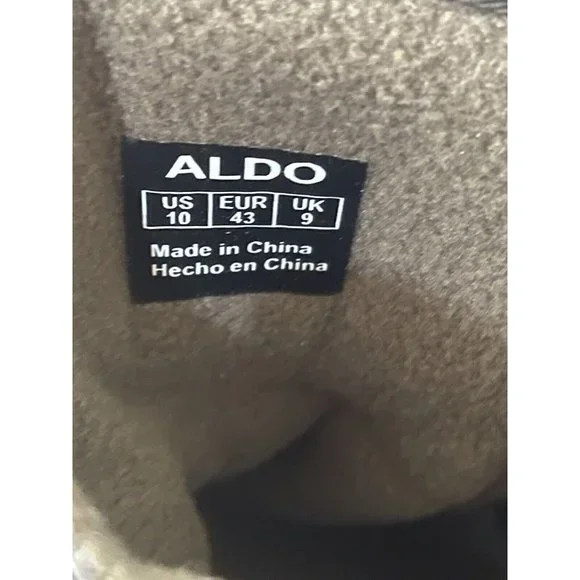 ALDO
US EUR UK
10 43 9
Made in China
Hecho en China